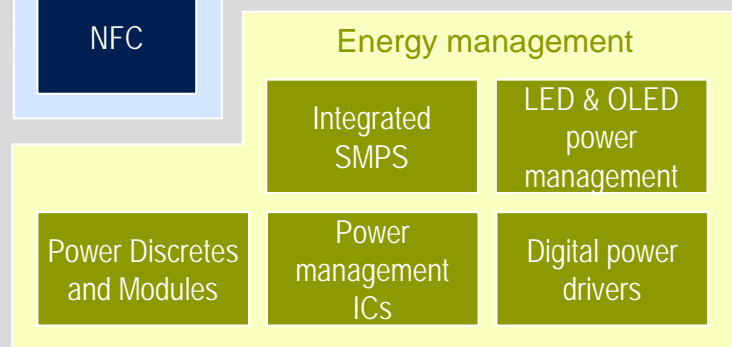 NFC
Energy management
Integrated
SMPS
LED & OLED
power
management
Power Discretes
and Modules
Power
management
ICs
Digital power
drivers